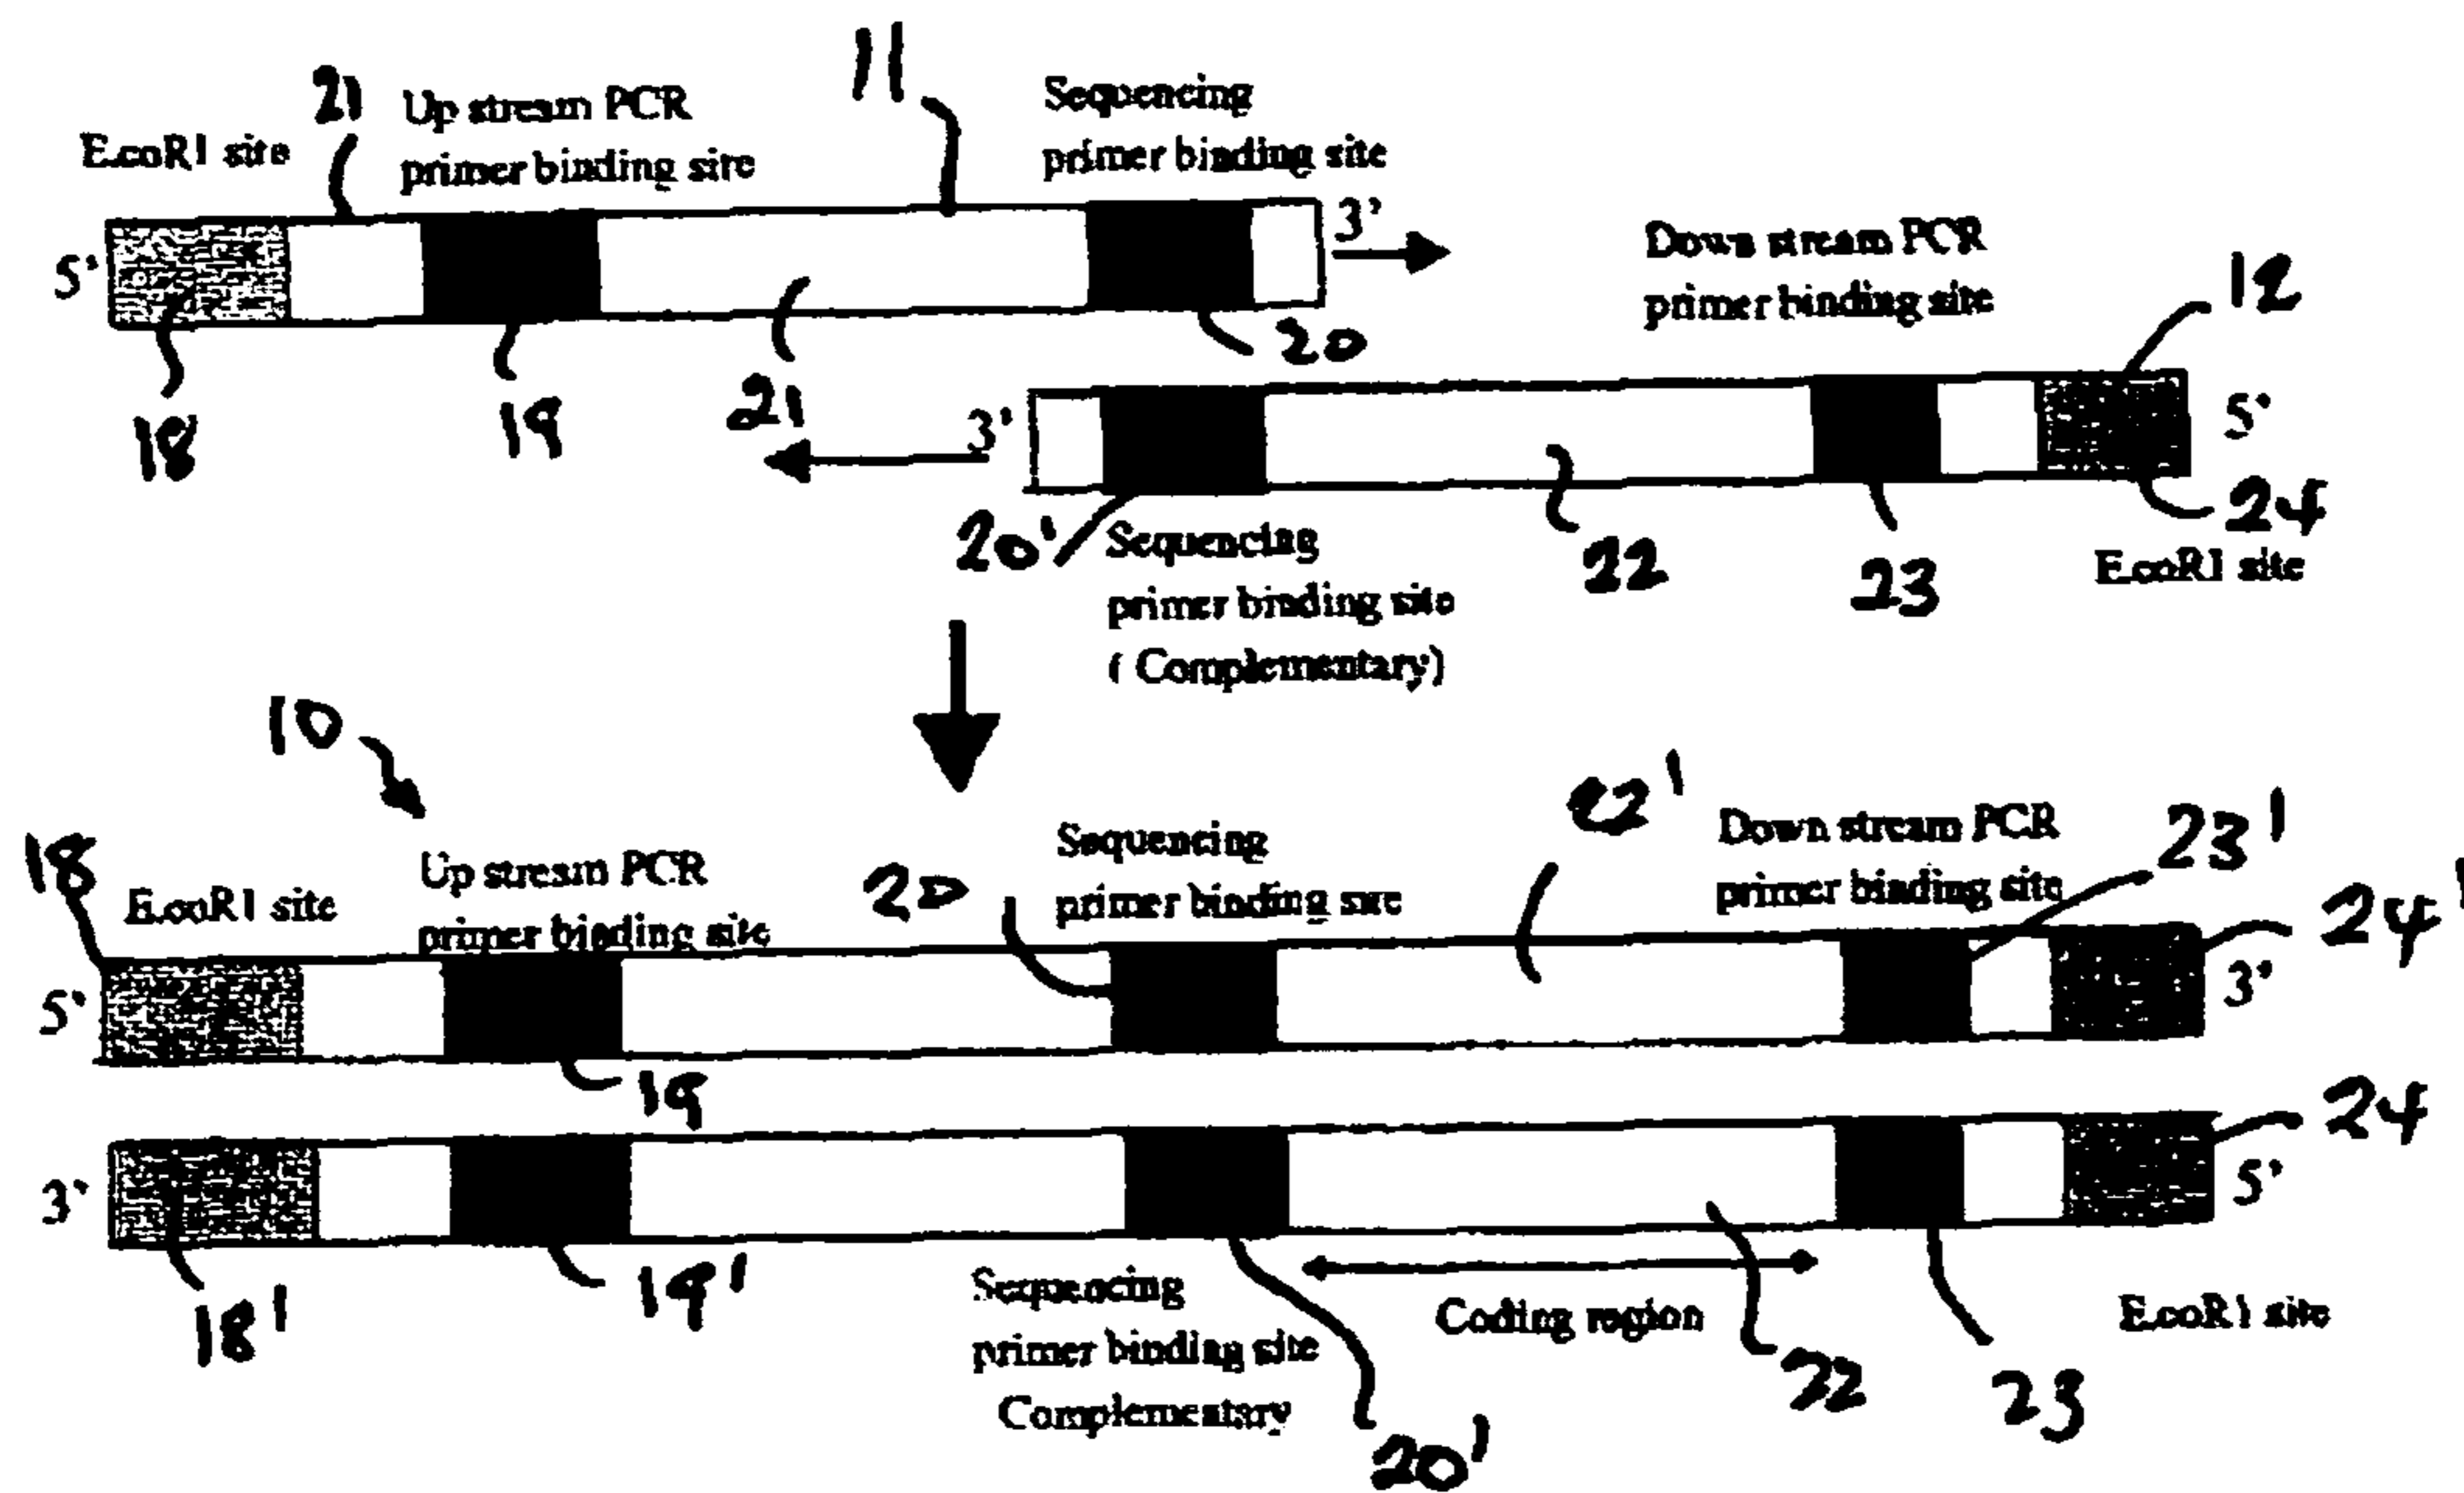 11
21
Up stream PCR
primer binding site
Sequencing
primer binding site
EcoR1 site
5'
3'
Down stream PCR
primer binding site
12
20
18
19
21
3'
5'
24
20'
Sequencing
primer binding site
( Complementary)
22
23
EcoR1 site
10
22'
18
EcoR1 site
Up stream PCR
primer binding site
20
Sequencing
primer binding site
Down stream PCR
primer binding site
23'
24'
5'
3'
19
24
3'
5'
18'
19'
Sequencing
primer binding site
Complementary
Coding region
22
23
EcoR1 site
20'